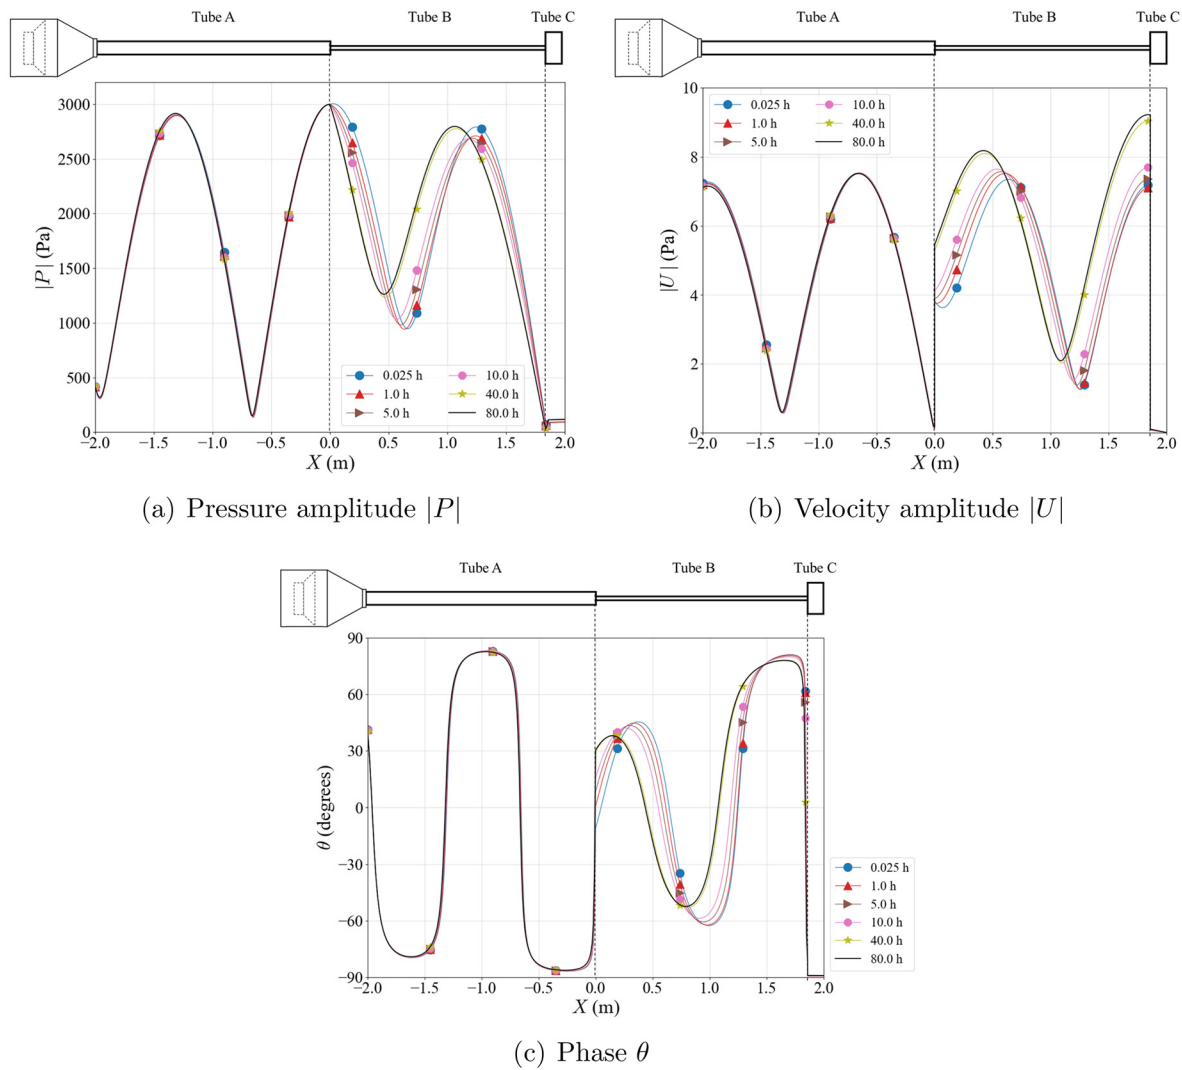 Tube A Tube B Tube C
|P| (Pa)
3000
2500
2000
1500
1000
500
0
−2.0 −1.5 −1.0 −0.5 0.0 0.5 1.0 1.5 2.0
X (m)
0.025 h 10.0 h
1.0 h 40.0 h
5.0 h 80.0 h
(a) Pressure amplitude |P|
Tube A Tube B Tube C
|U| (Pa)
10
8
6
4
2
0
−2.0 −1.5 −1.0 −0.5 0.0 0.5 1.0 1.5 2.0
X (m)
0.025 h 10.0 h
1.0 h 40.0 h
5.0 h 80.0 h
(b) Velocity amplitude |U|
Tube A Tube B Tube C
θ (degrees)
90
60
30
0
−30
−60
−90
−2.0 −1.5 −1.0 −0.5 0.0 0.5 1.0 1.5 2.0
X (m)
0.025 h
1.0 h
5.0 h
10.0 h
40.0 h
80.0 h
(c) Phase θ